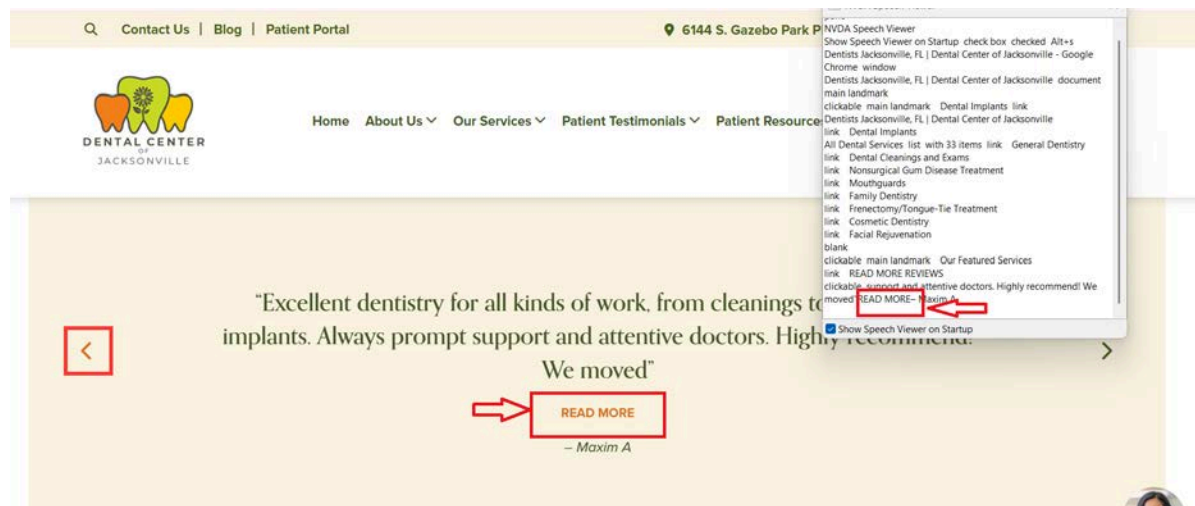 Contact Us | Blog | Patient Portal
6144 S. Gazebo Park P
DENTAL CENTER
OF
JACKSONVILLE
Home About Us Our Services Patient Testimonials Patient Resource
“Excellent dentistry for all kinds of work, from cleanings to
implants. Always prompt support and attentive doctors. Highly recommend!
We moved”
READ MORE
– Maxim A
NVDA Speech Viewer
NVDA Speech Viewer
Show Speech Viewer on Startup check box checked Alt+s
Dentists Jacksonville, FL | Dental Center of Jacksonville - Google
Chrome window
Dentists Jacksonville, FL | Dental Center of Jacksonville document
main landmark
clickable main landmark Dental Implants link
Dentists Jacksonville, FL | Dental Center of Jacksonville
link Dental Implants
All Dental Services list with 33 items link General Dentistry
link Dental Cleanings and Exams
link Nonsurgical Gum Disease Treatment
link Mouthguards
link Family Dentistry
link Frenectomy/Tongue-Tie Treatment
link Cosmetic Dentistry
link Facial Rejuvenation
blank
clickable main landmark Our Featured Services
link READ MORE REVIEWS
clickable support and attentive doctors. Highly recommend! We
moved”READ MORE– Maxim A
Show Speech Viewer on Startup